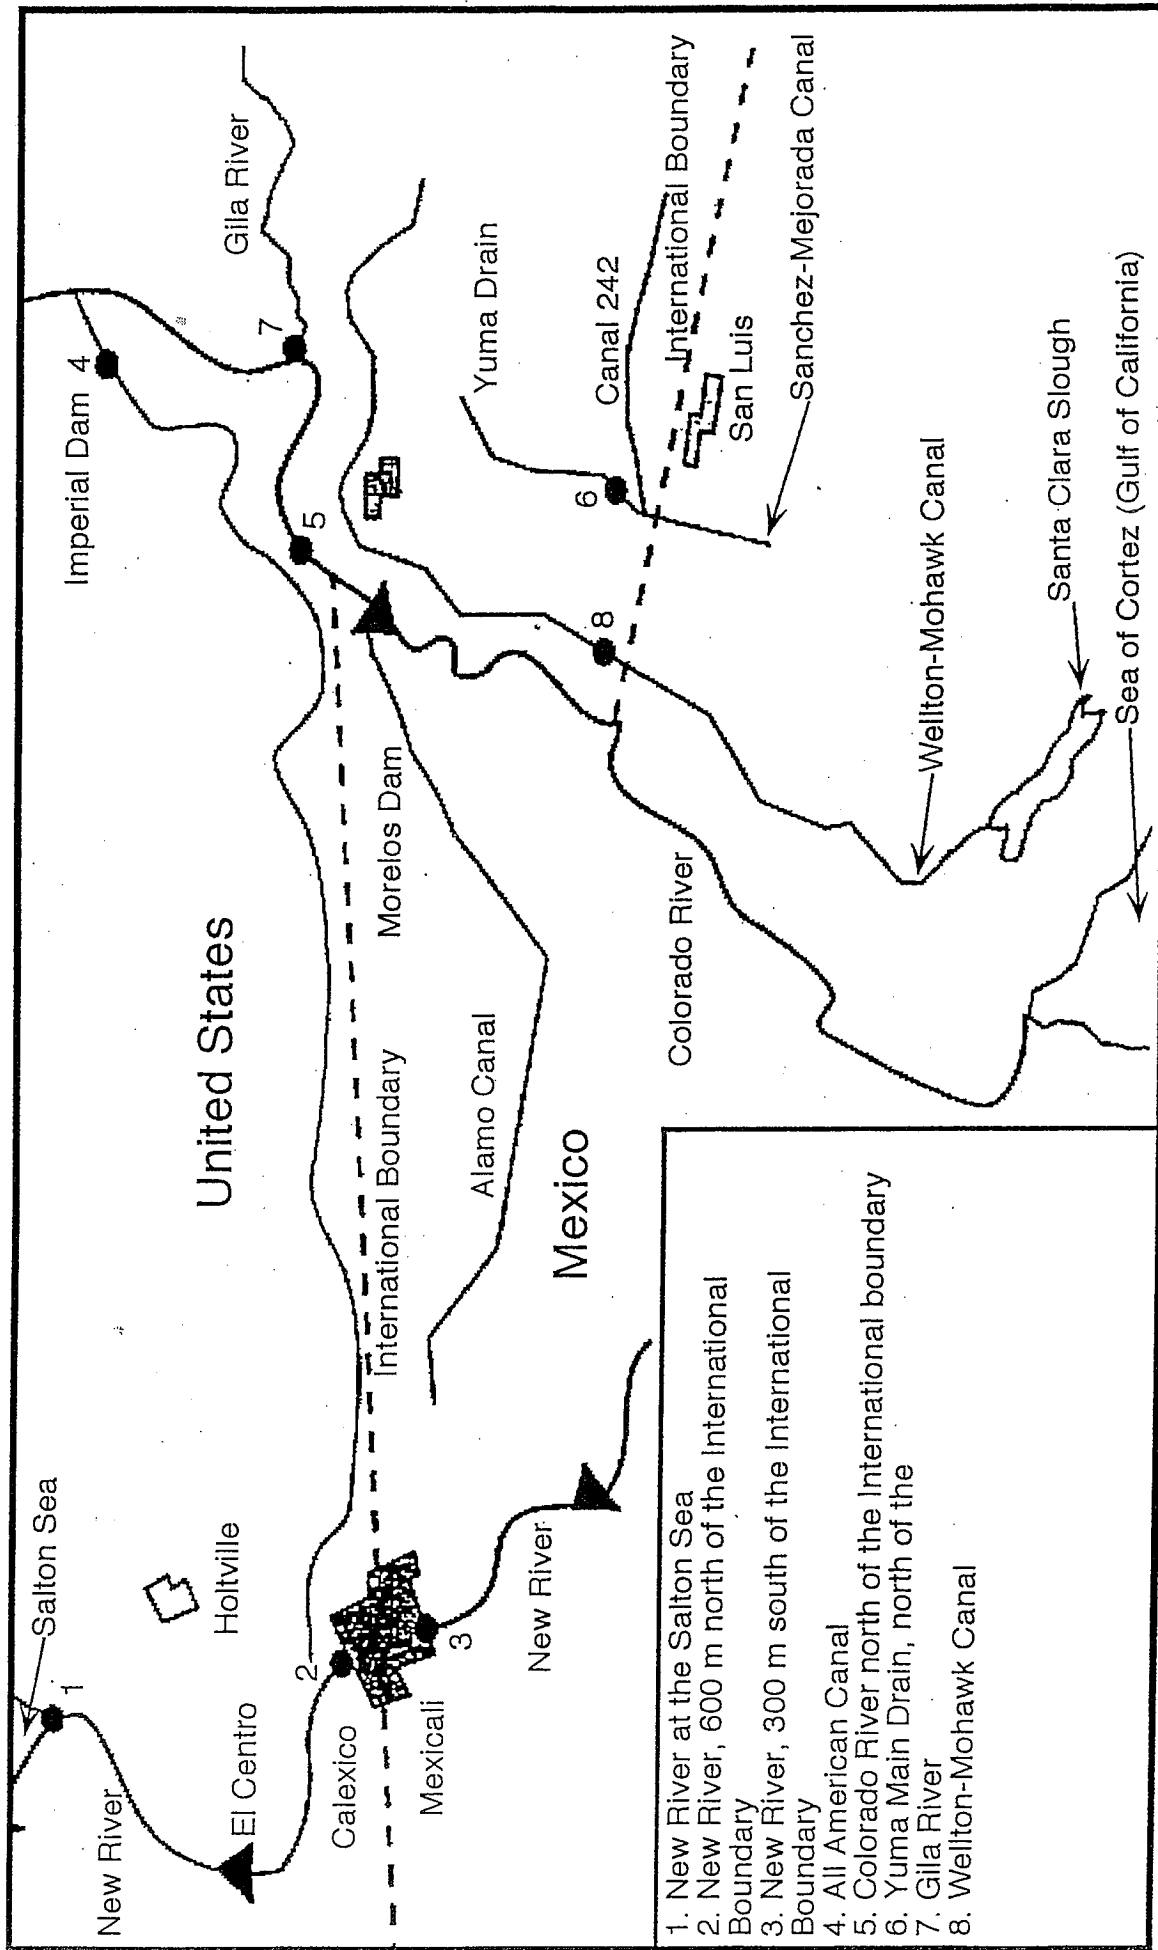 Salton Sea
1
New River
Holtville
El Centro
2
Calexico
Mexicali
3
New River
United States
International Boundary
Alamo Canal
Mexico
Morelos Dam
Colorado River
Imperial Dam
4
5
Gila River
7
Yuma Drain
Canal 242
6
8
International Boundary
San Luis
Sanchez-Mejorada Canal
Wellton-Mohawk Canal
Santa Clara Slough
Sea of Cortez (Gulf of California)
1. New River at the Salton Sea
2. New River, 600 m north of the International
Boundary
3. New River, 300 m south of the International
Boundary
4. All American Canal
5. Colorado River north of the International boundary
6. Yuma Main Drain, north of the
7. Gila River
8. Wellton-Mohawk Canal